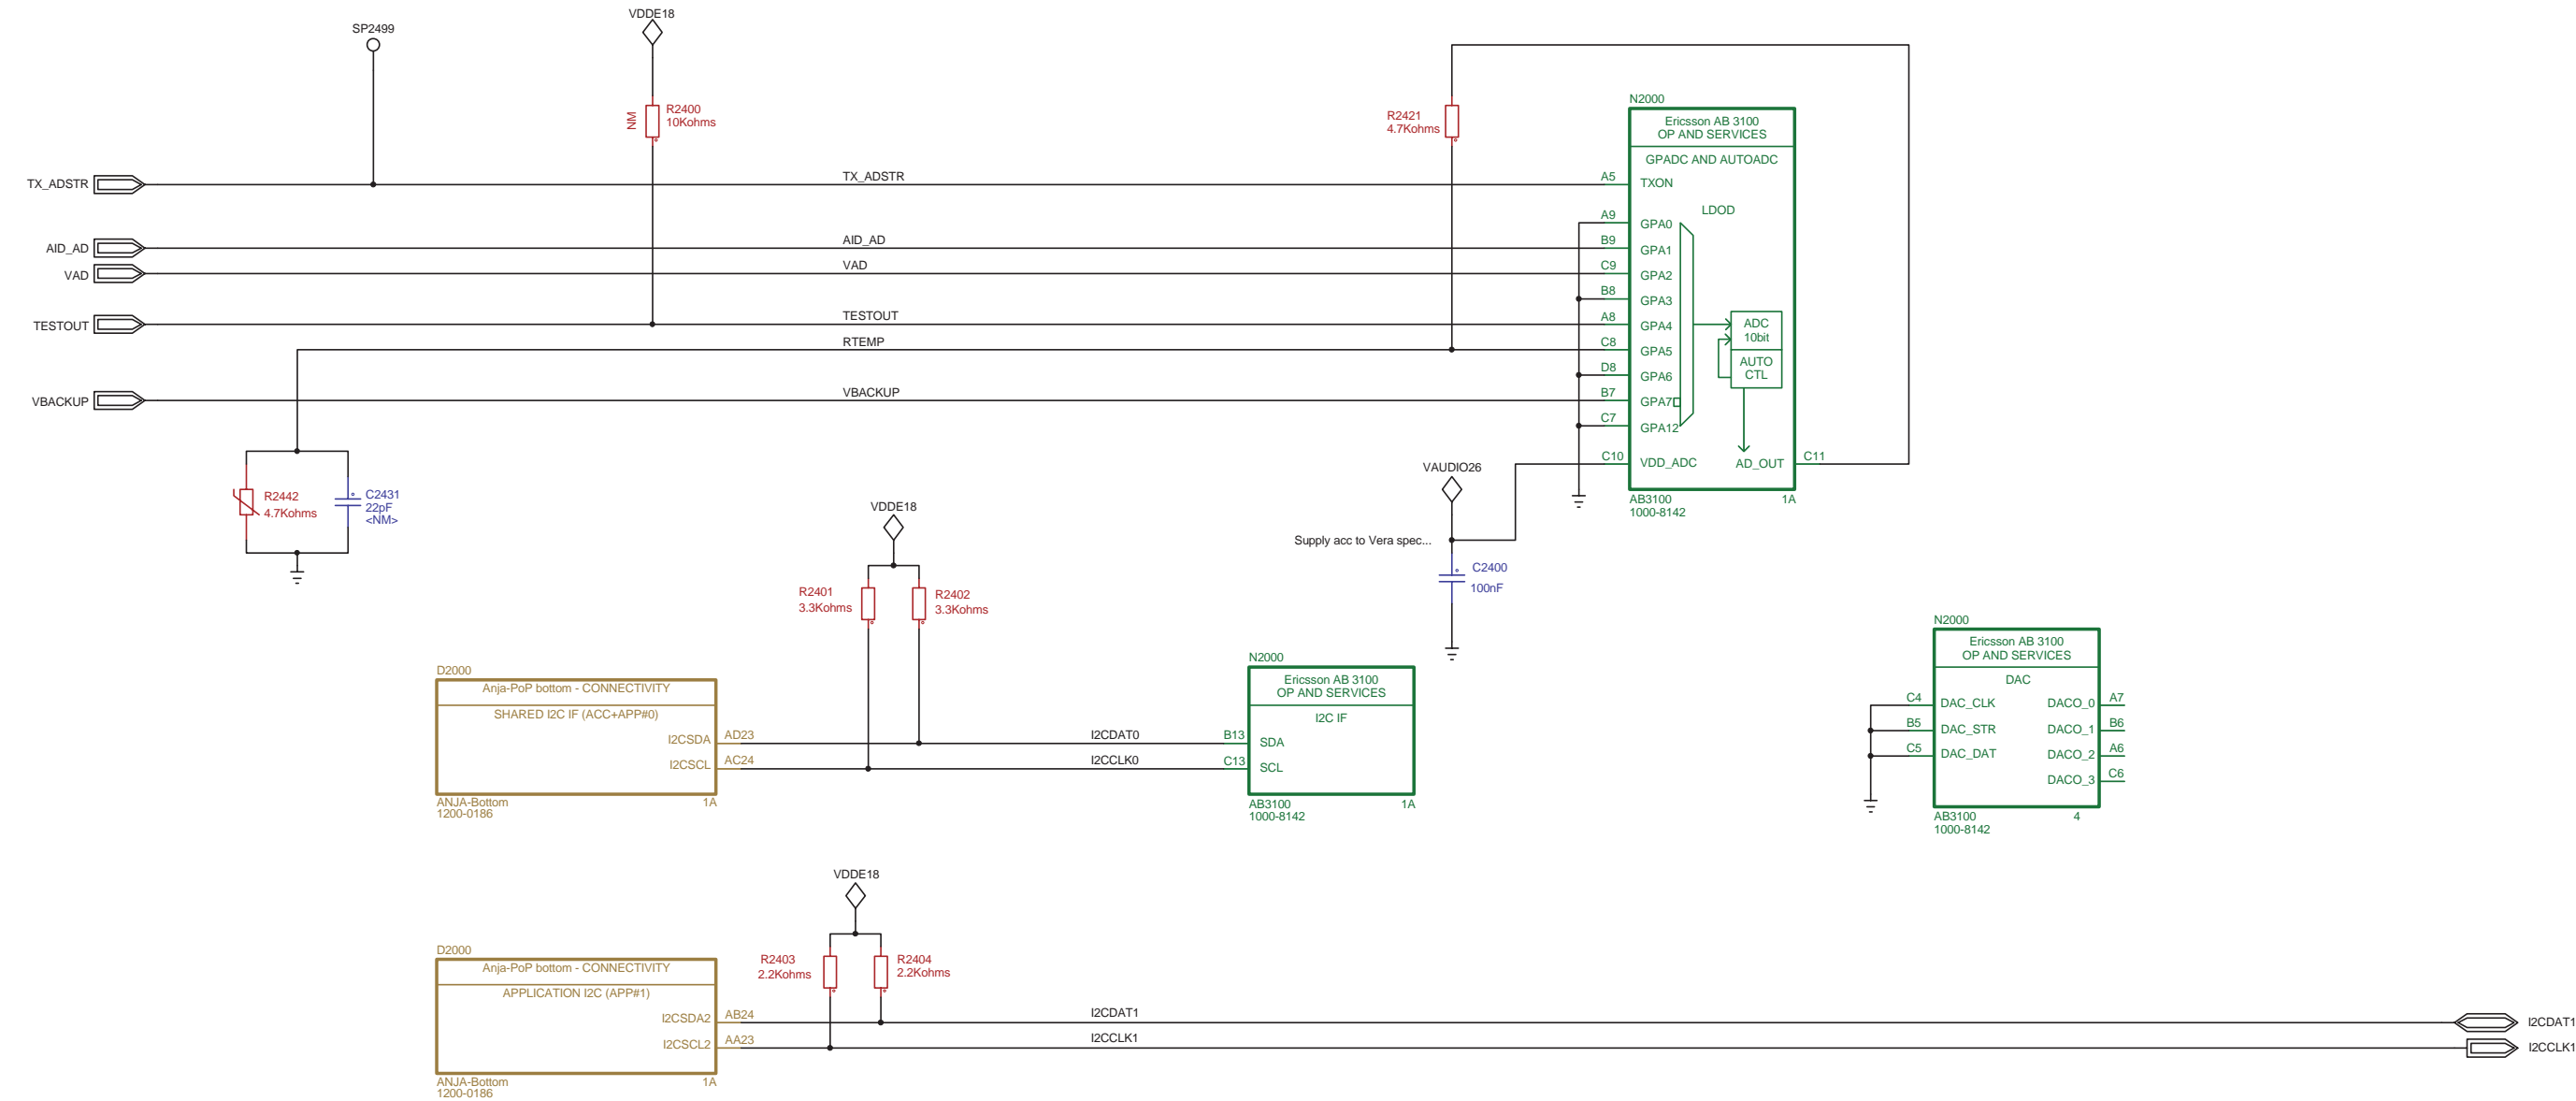 VDDE18
SP2499
R2400
10Kohms
NM
R2421
4.7Kohms
N2000
Ericsson AB 3100
OP AND SERVICES
GPADC AND AUTOADC
TX_ADSTR
TX_ADSTR
A5
TXON
LDOD
A9
GPA0
AID_AD
AID_AD
B9
GPA1
VAD
VAD
C9
GPA2
B8
GPA3
TESTOUT
TESTOUT
A8
GPA4
ADC
10bit
RTEMP
C8
GPA5
AUTO
CTL
D8
GPA6
VBACKUP
VBACKUP
B7
GPA7
C7
GPA12
C10
VDD_ADC
AD_OUT
C11
AB3100
1A
1000-8142
VAUDIO26
Supply acc to Vera spec...
C2400
100nF
R2442
4.7Kohms
C2431
22pF
<NM>
VDDE18
R2401
3.3Kohms
R2402
3.3Kohms
D2000
Anja-PoP bottom - CONNECTIVITY
SHARED I2C IF (ACC+APP#0)
I2CSDA
AD23
I2CSCL
AC24
ANJA-Bottom
1A
1200-0186
I2CDAT0
I2CCLK0
N2000
Ericsson AB 3100
OP AND SERVICES
I2C IF
B13
SDA
C13
SCL
AB3100
1A
1000-8142
N2000
Ericsson AB 3100
OP AND SERVICES
DAC
C4
DAC_CLK
DACO_0
A7
B5
DAC_STR
DACO_1
B6
C5
DAC_DAT
DACO_2
A6
DACO_3
C6
AB3100
4
1000-8142
VDDE18
R2403
2.2Kohms
R2404
2.2Kohms
D2000
Anja-PoP bottom - CONNECTIVITY
APPLICATION I2C (APP#1)
I2CSDA2
AB24
I2CDAT1
I2CDAT1
I2CSCL2
AA23
I2CCLK1
I2CCLK1
ANJA-Bottom
1A
1200-0186